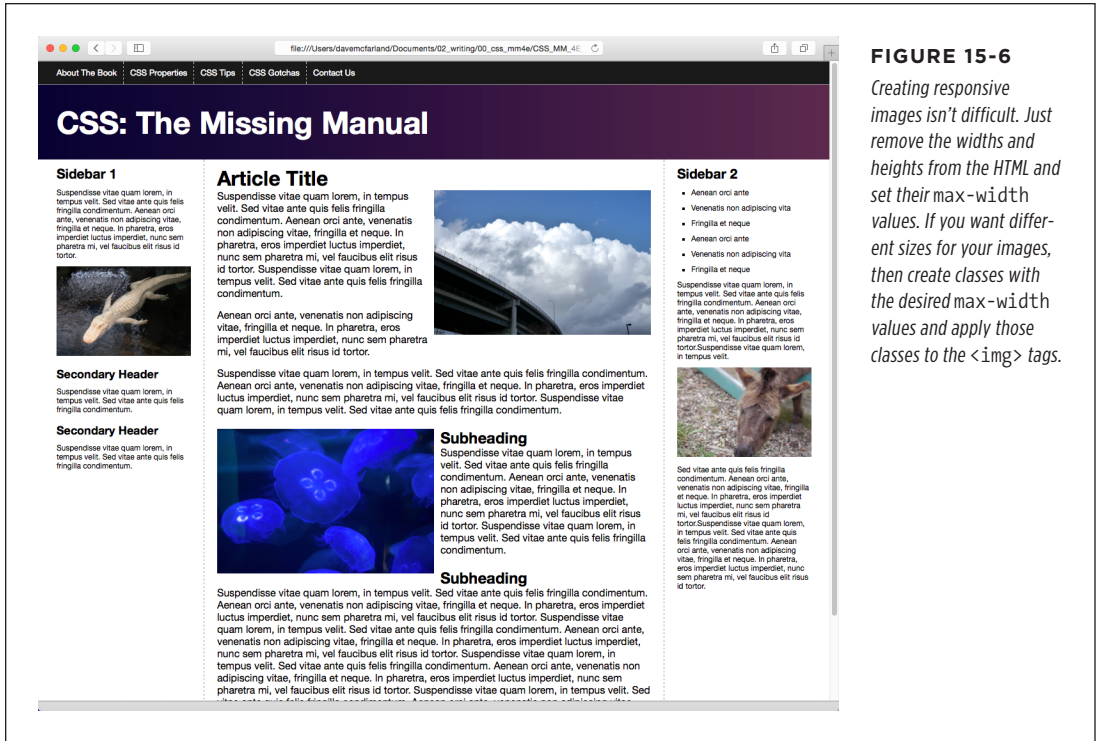 file:///Users/davemcfarland/Documents/02_writing/00_css_mm4e/CSS_MM_4E
About The Book
CSS Properties
CSS Tips
CSS Gotchas
Contact Us
CSS: The Missing Manual
Sidebar 1
Suspendisse vitae quam lorem, in
tempus velit. Sed vitae ante quis felis
fringilla condimentum. Aenean orci
ante, venenatis non adipiscing vitae,
fringilla et neque. In pharetra, eros
imperdiet luctus imperdiet, nunc sem
pharetra mi, vel faucibus elit risus id
tortor.
Secondary Header
Suspendisse vitae quam lorem, in
tempus velit. Sed vitae ante quis felis
fringilla condimentum.
Secondary Header
Suspendisse vitae quam lorem, in
tempus velit. Sed vitae ante quis felis
fringilla condimentum.
Article Title
Suspendisse vitae quam lorem, in tempus
velit. Sed vitae ante quis felis fringilla
condimentum. Aenean orci ante, venenatis
non adipiscing vitae, fringilla et neque. In
pharetra, eros imperdiet luctus imperdiet,
nunc sem pharetra mi, vel faucibus elit risus
id tortor. Suspendisse vitae quam lorem, in
tempus velit. Sed vitae ante quis felis fringilla
condimentum.
Aenean orci ante, venenatis non adipiscing
vitae, fringilla et neque. In pharetra, eros
imperdiet luctus imperdiet, nunc sem pharetra
mi, vel faucibus elit risus id tortor.
Suspendisse vitae quam lorem, in tempus velit. Sed vitae ante quis felis fringilla condimentum.
Aenean orci ante, venenatis non adipiscing vitae, fringilla et neque. In pharetra, eros imperdiet
luctus imperdiet, nunc sem pharetra mi, vel faucibus elit risus id tortor. Suspendisse vitae
quam lorem, in tempus velit. Sed vitae ante quis felis fringilla condimentum.
Subheading
Suspendisse vitae quam lorem, in tempus
velit. Sed vitae ante quis felis fringilla
condimentum. Aenean orci ante, venenatis
non adipiscing vitae, fringilla et neque. In
pharetra, eros imperdiet luctus imperdiet,
nunc sem pharetra mi, vel faucibus elit risus
id tortor. Suspendisse vitae quam lorem, in
tempus velit. Sed vitae ante quis felis fringilla
condimentum.
Subheading
Suspendisse vitae quam lorem, in tempus velit. Sed vitae ante quis felis fringilla condimentum.
Aenean orci ante, venenatis non adipiscing vitae, fringilla et neque. In pharetra, eros imperdiet
luctus imperdiet, nunc sem pharetra mi, vel faucibus elit risus id tortor. Suspendisse vitae
quam lorem, in tempus velit. Sed vitae ante quis felis fringilla condimentum. Aenean orci ante,
venenatis non adipiscing vitae, fringilla et neque. In pharetra, eros imperdiet luctus imperdiet,
nunc sem pharetra mi, vel faucibus elit risus id tortor. Suspendisse vitae quam lorem, in
tempus velit. Sed vitae ante quis felis fringilla condimentum. Aenean orci ante, venenatis non
adipiscing vitae, fringilla et neque. In pharetra, eros imperdiet luctus imperdiet, nunc sem
pharetra mi, vel faucibus elit risus id tortor. Suspendisse vitae quam lorem, in tempus velit. Sed
Sidebar 2
Aenean orci ante
Venenatis non adipiscing vita
Fringilla et neque
Aenean orci ante
Venenatis non adipiscing vita
Fringilla et neque
Suspendisse vitae quam lorem, in
tempus velit. Sed vitae ante quis felis
fringilla condimentum. Aenean orci
ante, venenatis non adipiscing vitae,
fringilla et neque. In pharetra, eros
imperdiet luctus imperdiet, nunc sem
pharetra mi, vel faucibus elit risus id
tortor.Suspendisse vitae quam lorem,
in tempus velit.
Sed vitae ante quis felis fringilla
condimentum. Aenean orci ante,
venenatis non adipiscing vitae, fringilla
et neque. In pharetra, eros imperdiet
luctus imperdiet, nunc sem pharetra
mi, vel faucibus elit risus id
tortor.Suspendisse vitae quam lorem,
in tempus velit. Sed vitae ante quis
felis fringilla condimentum. Aenean
orci ante, venenatis non adipiscing
vitae, fringilla et neque. In pharetra,
eros imperdiet luctus imperdiet, nunc
sem pharetra mi, vel faucibus elit risus
id tortor.
FIGURE 15-6
Creating responsive
images isn't difficult. Just
remove the widths and
heights from the HTML and
set their max-width
values. If you want differ-
ent sizes for your images,
then create classes with
the desired max-width
values and apply those
classes to the <img> tags.